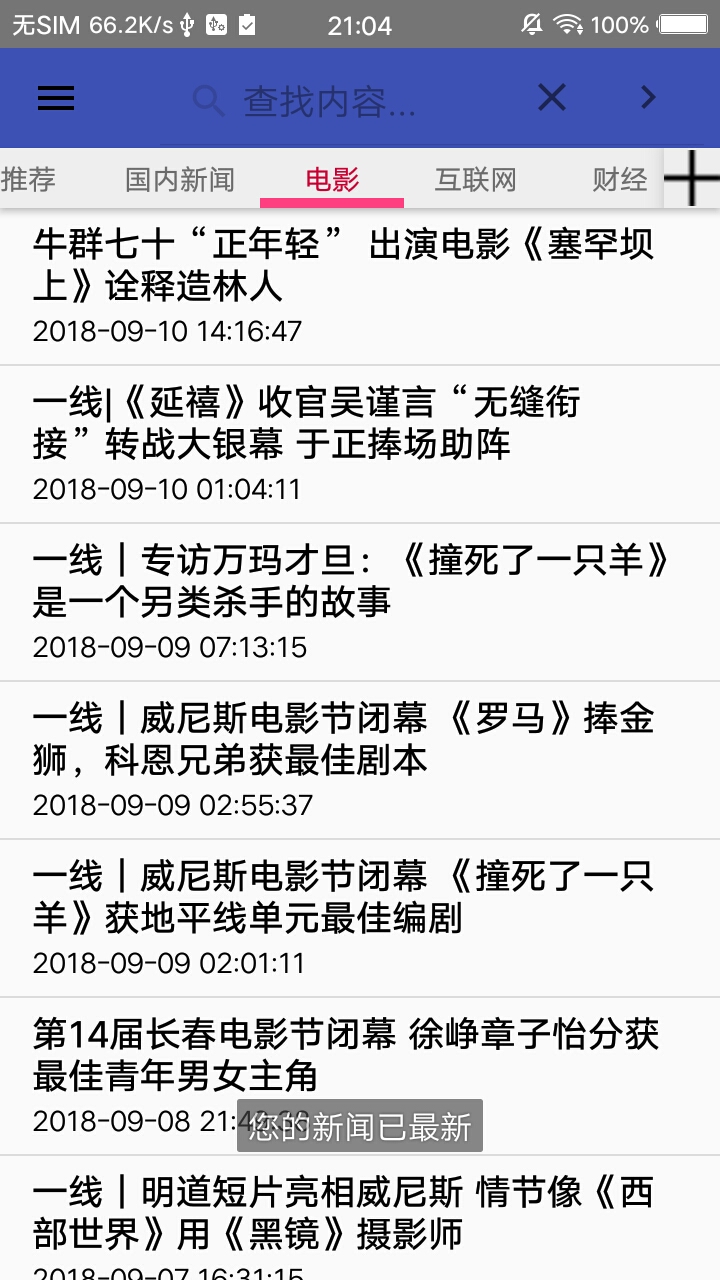 无SIM 66.2K/s 21:04 100%
查找内容...
推荐 国内新闻 电影 互联网 财经
牛群七十“正年轻” 出演电影《塞罕坝
上》诠释造林人
2018-09-10 14:16:47
一线|《延禧》收官吴谨言“无缝衔
接”转战大银幕 于正捧场助阵
2018-09-10 01:04:11
一线｜专访万玛才旦：《撞死了一只羊》
是一个另类杀手的故事
2018-09-09 07:13:15
一线｜威尼斯电影节闭幕 《罗马》捧金
狮，科恩兄弟获最佳剧本
2018-09-09 02:55:37
一线｜威尼斯电影节闭幕 《撞死了一只
羊》获地平线单元最佳编剧
2018-09-09 02:01:11
第14届长春电影节闭幕 徐峥章子怡分获
最佳青年男女主角
2018-09-08
您的新闻已最新
一线｜明道短片亮相威尼斯 情节像《西
部世界》用《黑镜》摄影师
2018-09-07 16:31:15